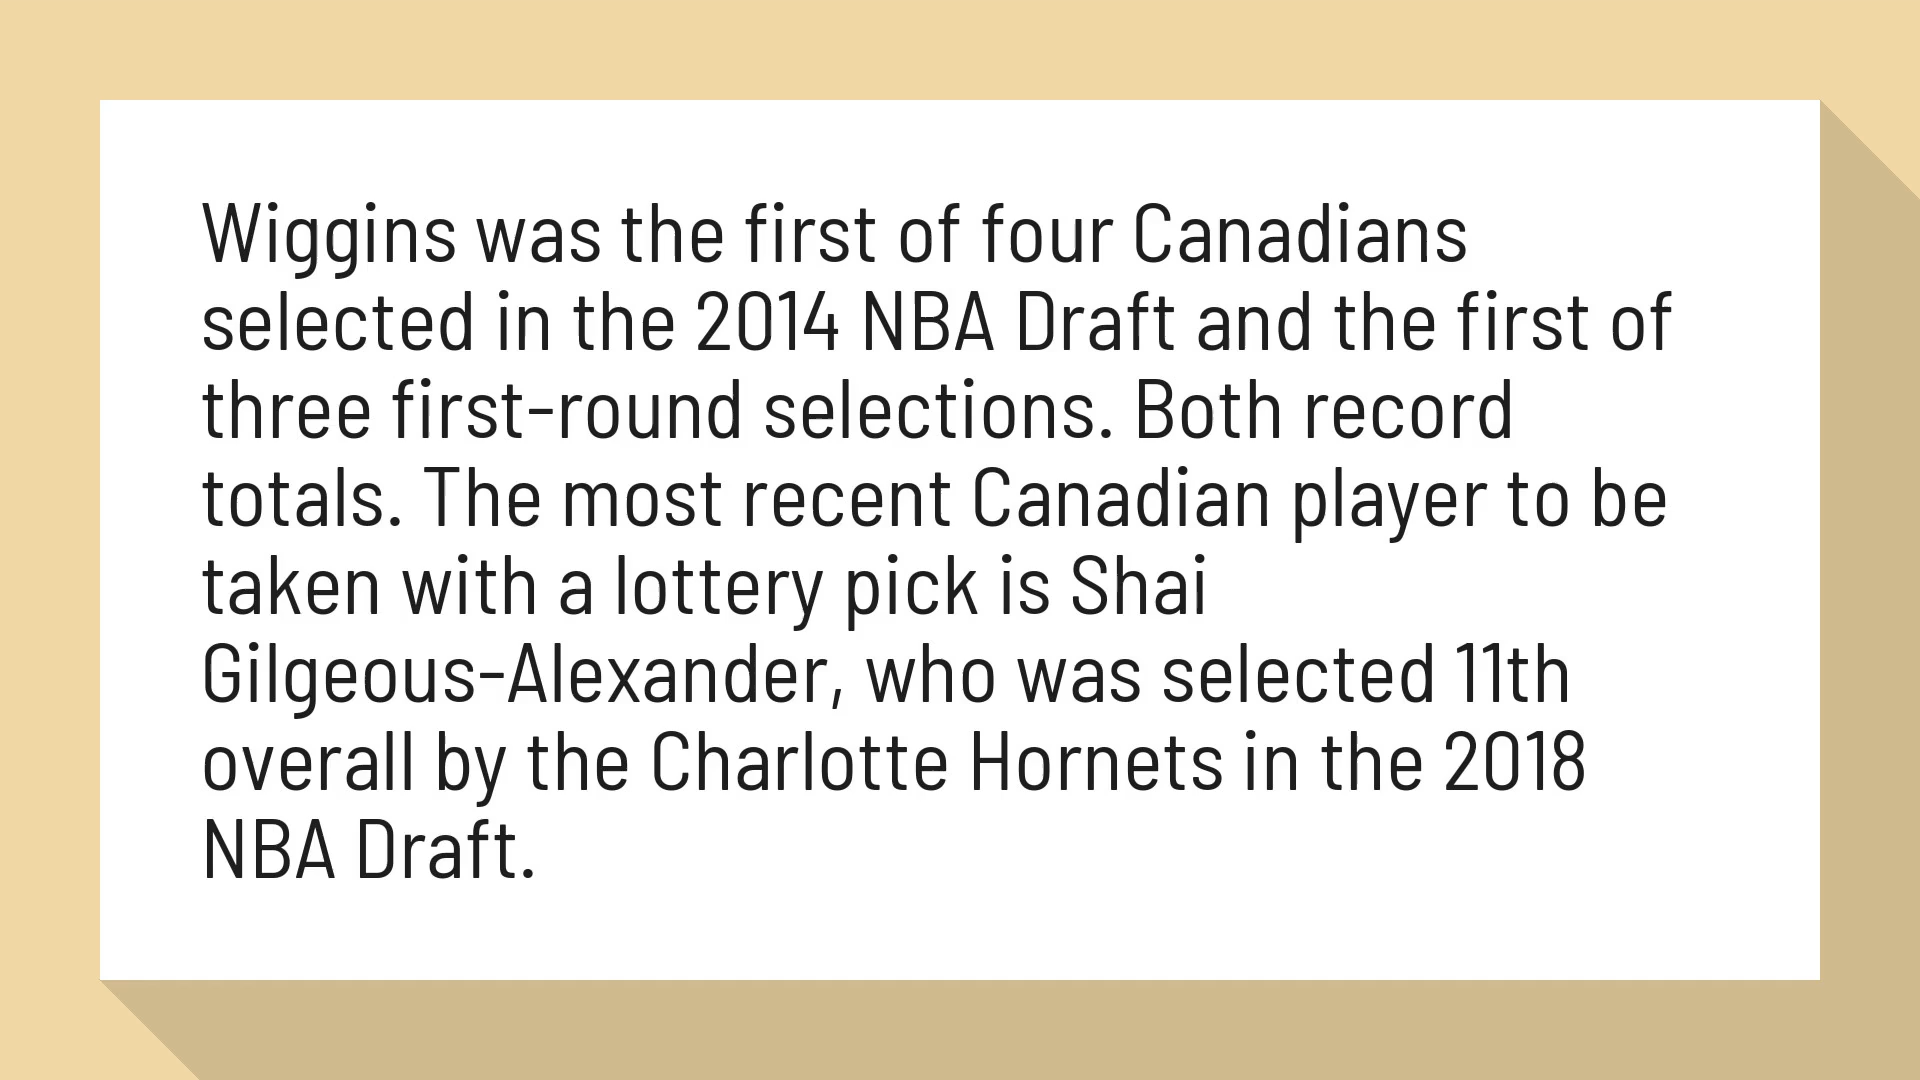 Wiggins was the first of four Canadians
selected in the 2014 NBA Draft and the first of
three first-round selections. Both record
totals. The most recent Canadian player to be
taken with a lottery pick is Shai
Gilgeous-Alexander, who was selected 11th
overall by the Charlotte Hornets in the 2018
NBA Draft.